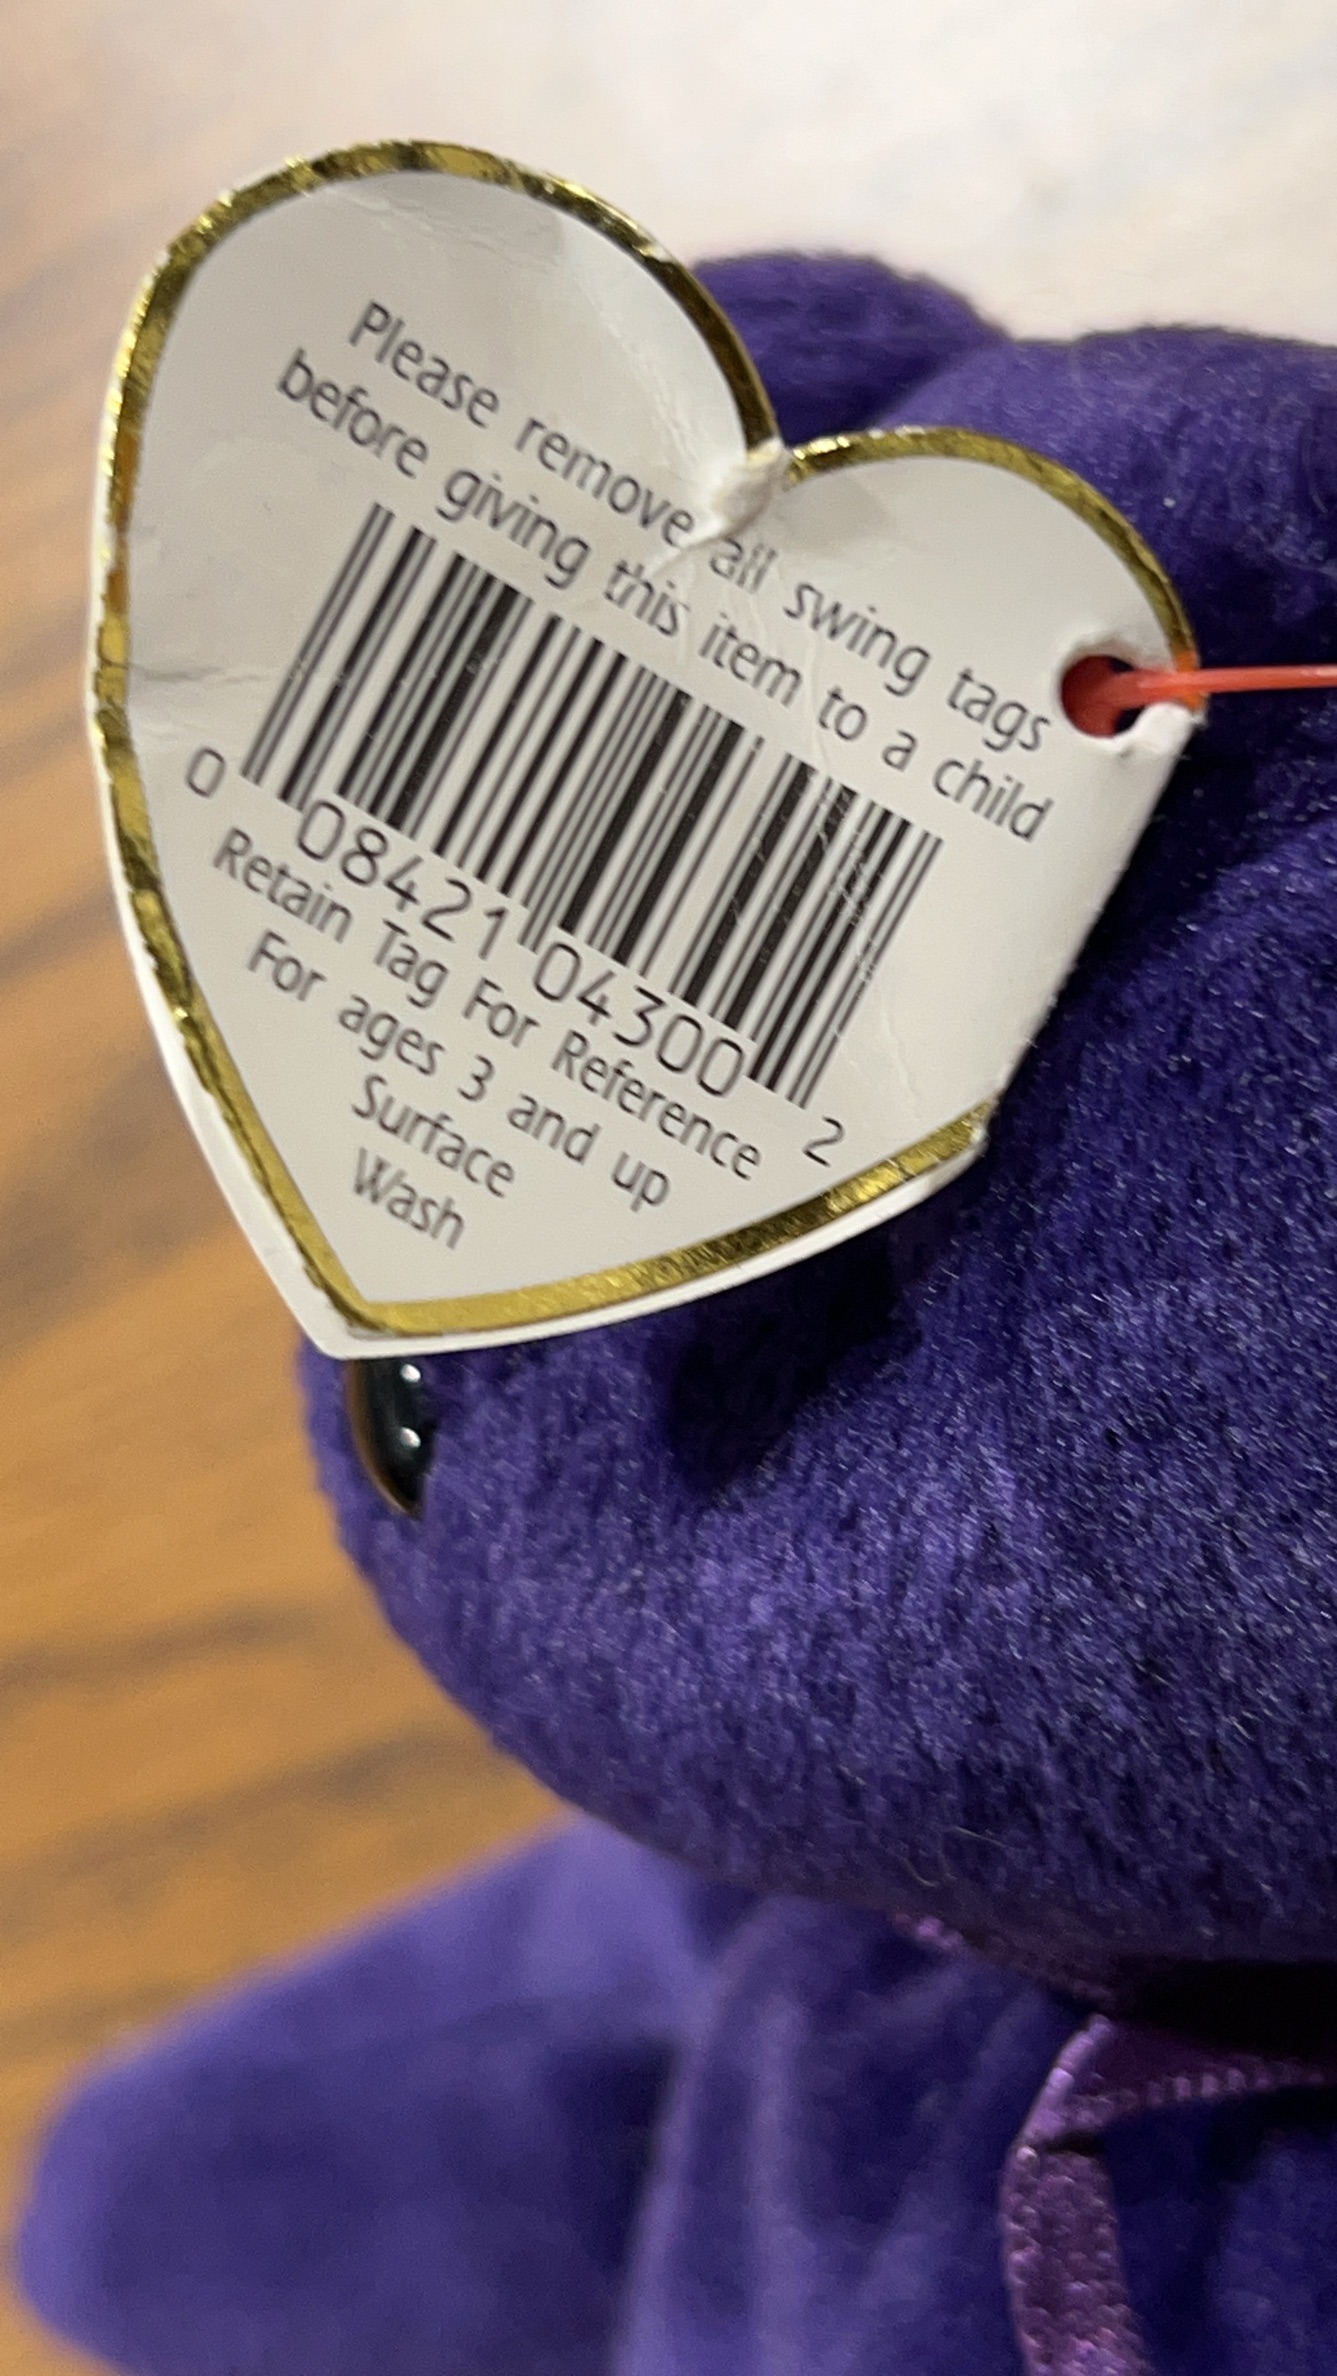 Please remove all swing tags
before giving this item to a child
0 08421 04300 2
Retain Tag For Reference
For ages 3 and up
Surface
Wash